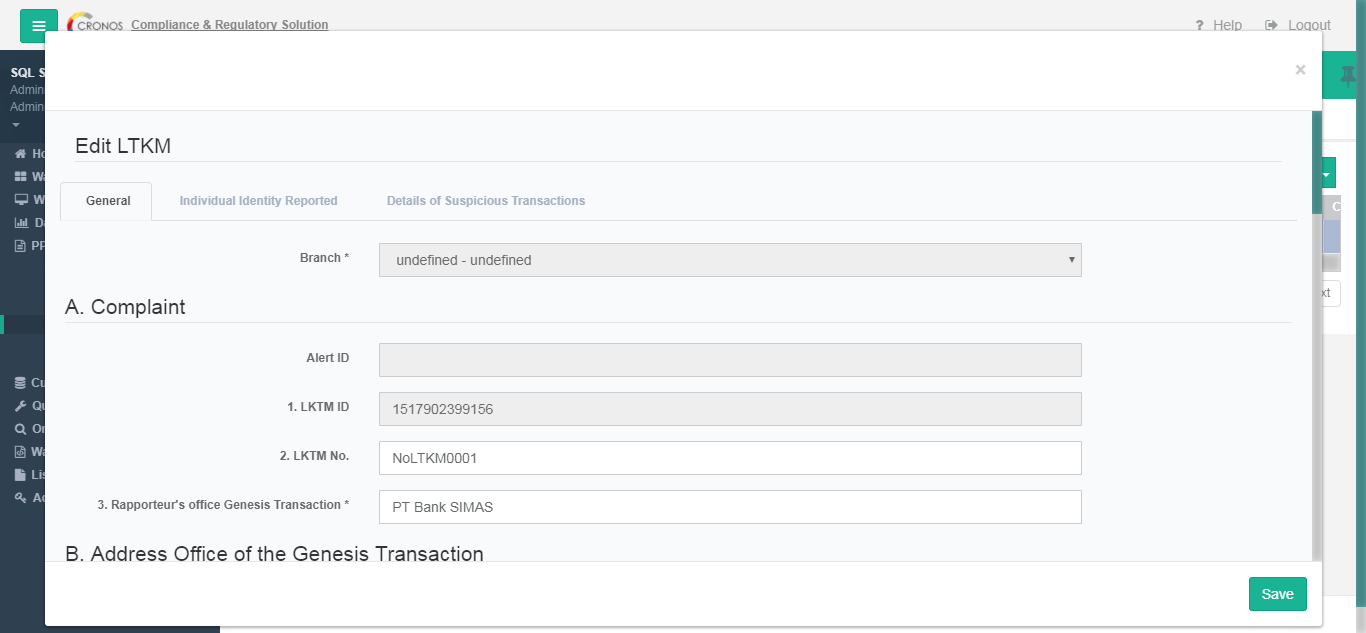 CRONOS Compliance & Regulatory Solution
? Help Logout
SQL S
Admin
Admin
×
Edit LTKM
General Individual Identity Reported Details of Suspicious Transactions
Branch * undefined - undefined
A. Complaint
Alert ID
1. LKTM ID 1517902399156
2. LKTM No. NoLTKM0001
3. Rapporteur's office Genesis Transaction * PT Bank SIMAS
B. Address Office of the Genesis Transaction
Save
Ho
Wa
W
Da
PP
Cu
Qu
On
Wa
Lis
Ad
C
xt